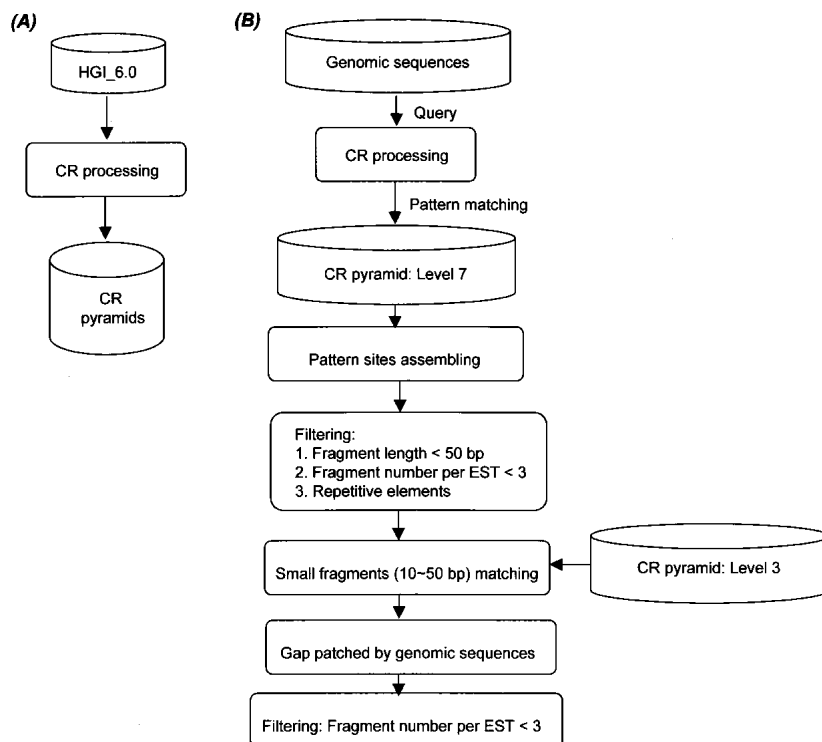 (A)
HGI_6.0
CR processing
CR
pyramids
(B)
Genomic sequences
Query
CR processing
Pattern matching
CR pyramid: Level 7
Pattern sites assembling
Filtering:
1. Fragment length < 50 bp
2. Fragment number per EST < 3
3. Repetitive elements
Small fragments (10~50 bp) matching
CR pyramid: Level 3
Gap patched by genomic sequences
Filtering: Fragment number per EST < 3